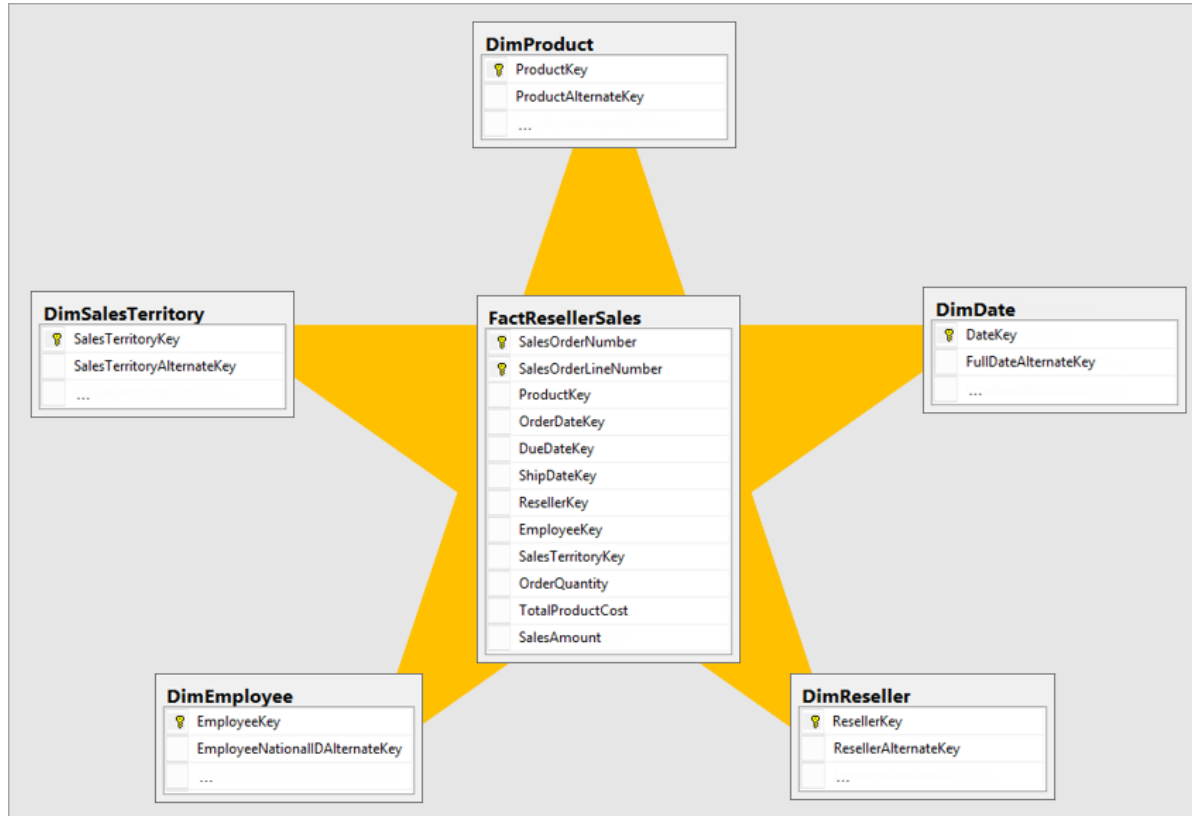 DimProduct
ProductKey
ProductAlternateKey
...
DimSalesTerritory
SalesTerritoryKey
SalesTerritoryAlternateKey
...
FactResellerSales
SalesOrderNumber
SalesOrderLineNumber
ProductKey
OrderDateKey
DueDateKey
ShipDateKey
ResellerKey
EmployeeKey
SalesTerritoryKey
OrderQuantity
TotalProductCost
SalesAmount
DimDate
DateKey
FullDateAlternateKey
...
DimEmployee
EmployeeKey
EmployeeNationalIDAlternateKey
...
DimReseller
ResellerKey
ResellerAlternateKey
...